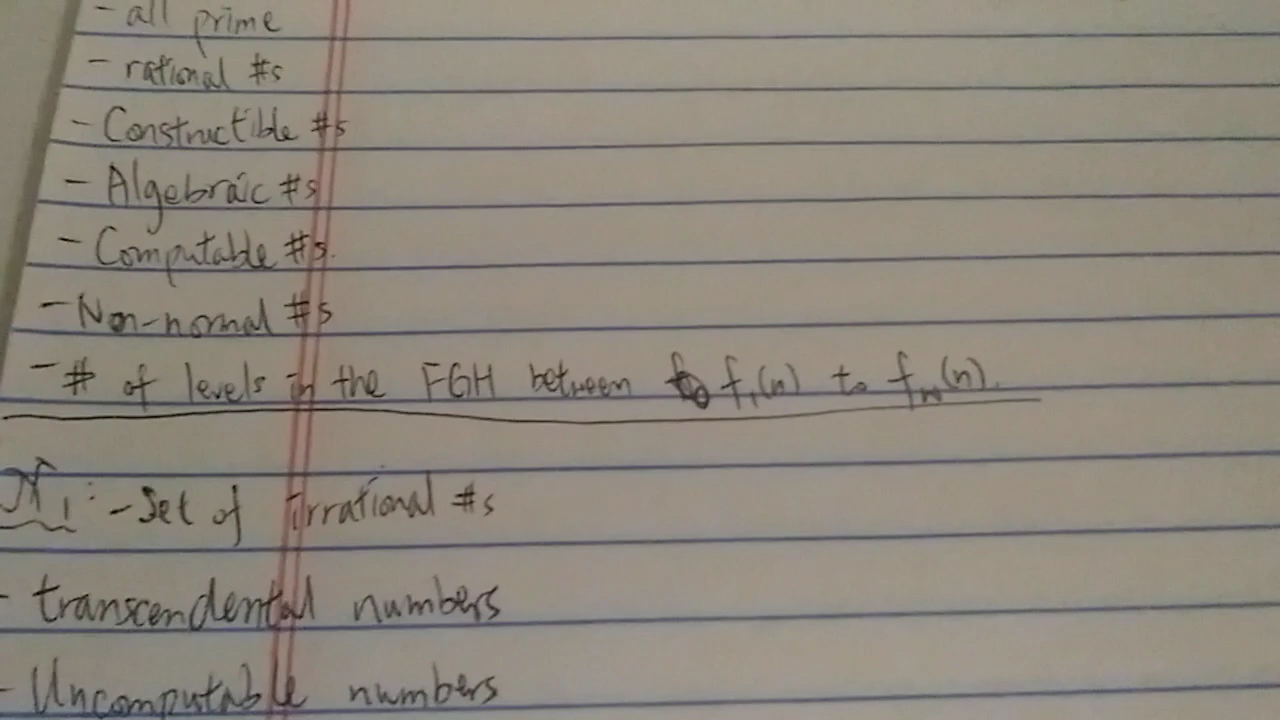 - all prime
- rational #s
- Constructible #s
- Algebraic #s
- Computable #s.
- Non-normal #s
- # of levels in the FGH between f₁(n) to fω(n).
ℵ₁: - Set of irrational #s
- transcendental numbers
- Uncomputable numbers